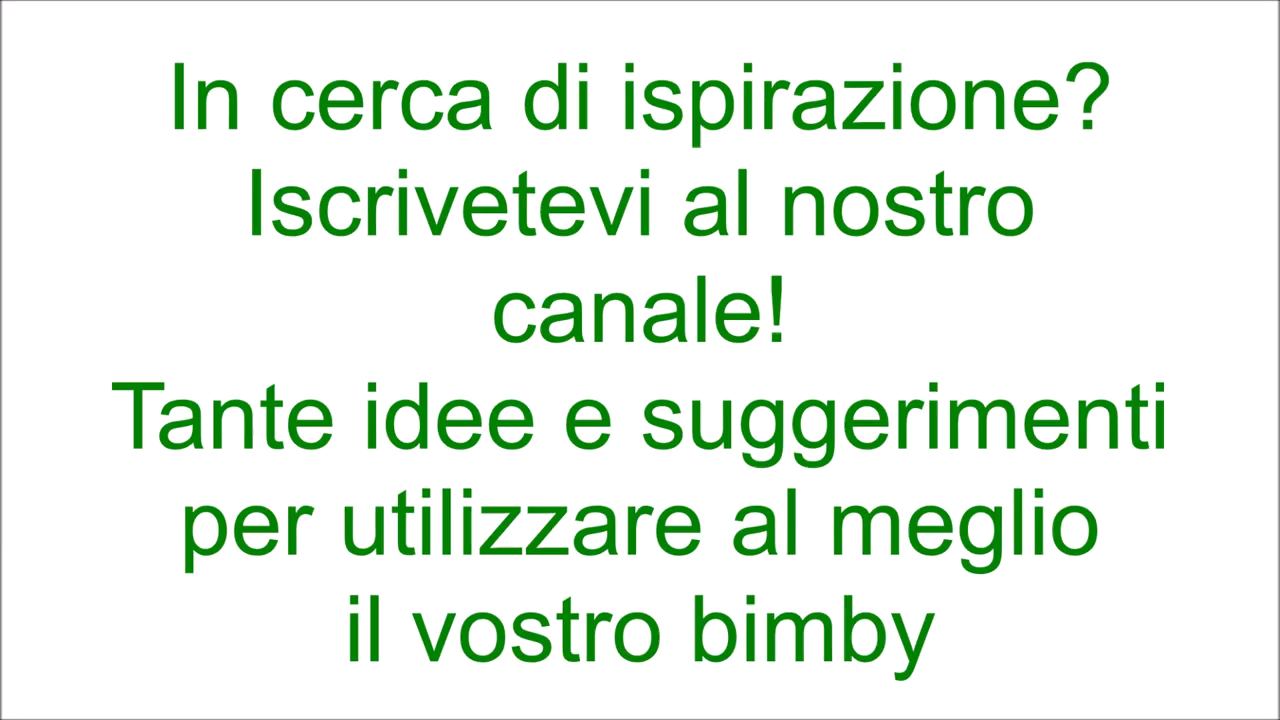 In cerca di ispirazione?
Iscrivetevi al nostro
canale!
Tante idee e suggerimenti
per utilizzare al meglio
il vostro bimby